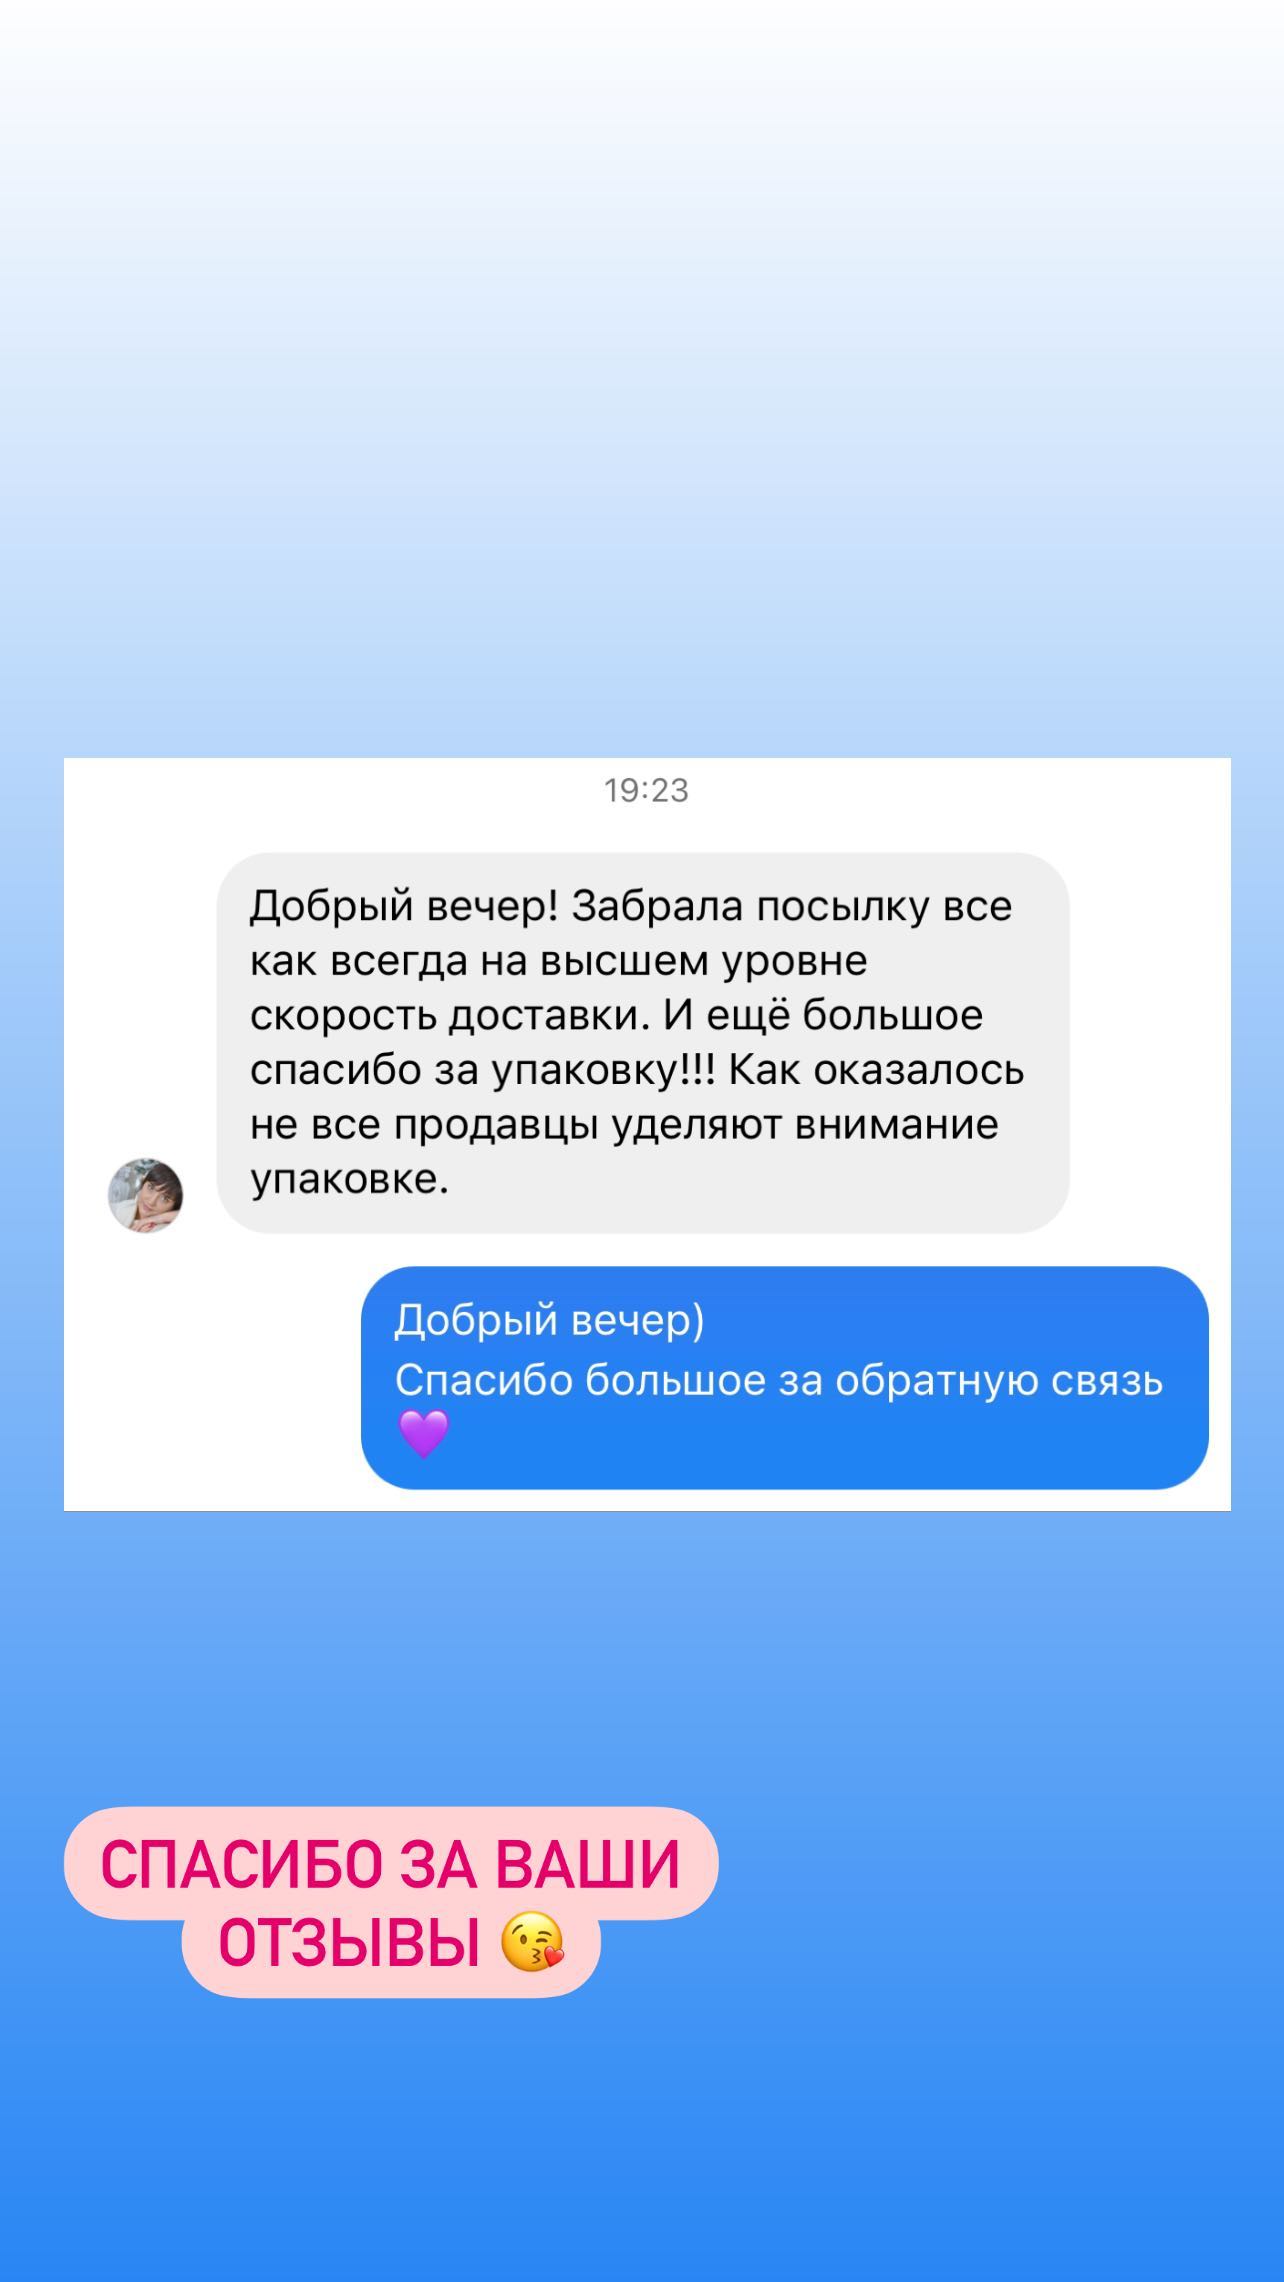 19:23
Добрый вечер! Забрала посылку все
как всегда на высшем уровне
скорость доставки. И ещё большое
спасибо за упаковку!!! Как оказалось
не все продавцы уделяют внимание
упаковке.
Добрый вечер)
Спасибо большое за обратную связь
💜
СПАСИБО ЗА ВАШИ
ОТЗЫВЫ 😘